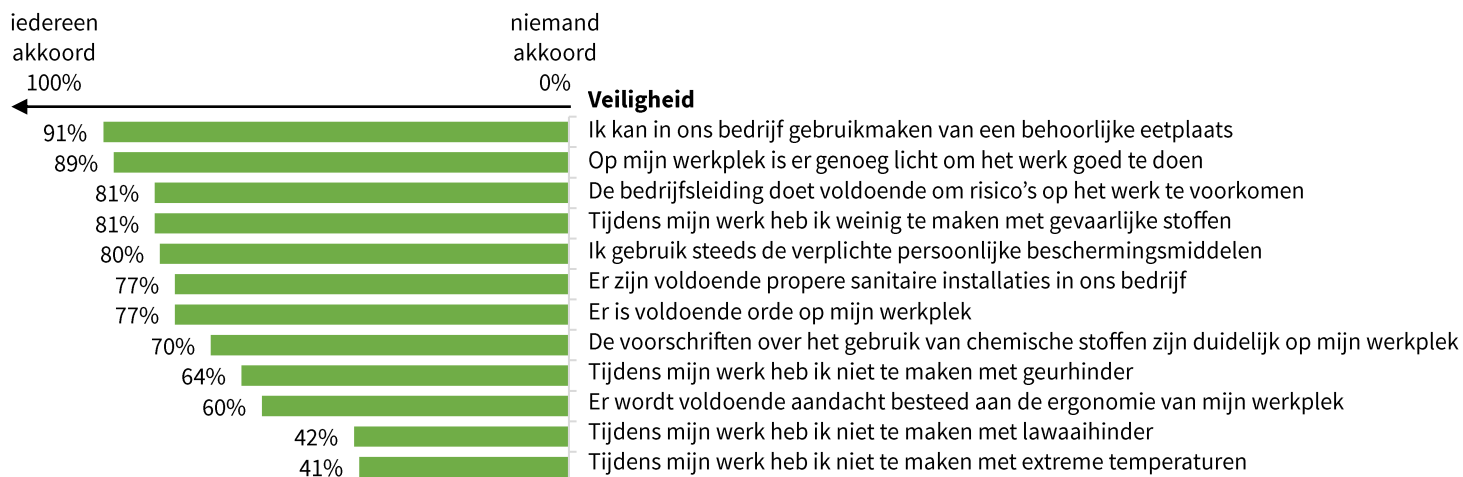 iedereen
akkoord
100%
niemand
akkoord
0%
Veiligheid
91% Ik kan in ons bedrijf gebruikmaken van een behoorlijke eetplaats
89% Op mijn werkplek is er genoeg licht om het werk goed te doen
81% De bedrijfsleiding doet voldoende om risico's op het werk te voorkomen
81% Tijdens mijn werk heb ik weinig te maken met gevaarlijke stoffen
80% Ik gebruik steeds de verplichte persoonlijke beschermingsmiddelen
77% Er zijn voldoende propere sanitaire installaties in ons bedrijf
77% Er is voldoende orde op mijn werkplek
70% De voorschriften over het gebruik van chemische stoffen zijn duidelijk op mijn werkplek
64% Tijdens mijn werk heb ik niet te maken met geurhinder
60% Er wordt voldoende aandacht besteed aan de ergonomie van mijn werkplek
42% Tijdens mijn werk heb ik niet te maken met lawaaihinder
41% Tijdens mijn werk heb ik niet te maken met extreme temperaturen